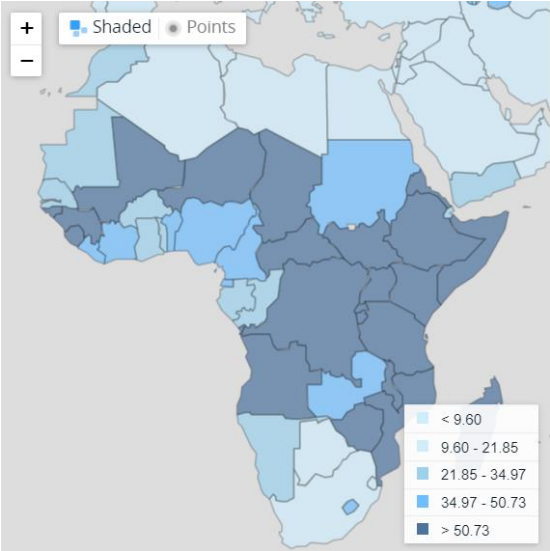 +
−
Shaded
Points
< 9.60
9.60 - 21.85
21.85 - 34.97
34.97 - 50.73
> 50.73